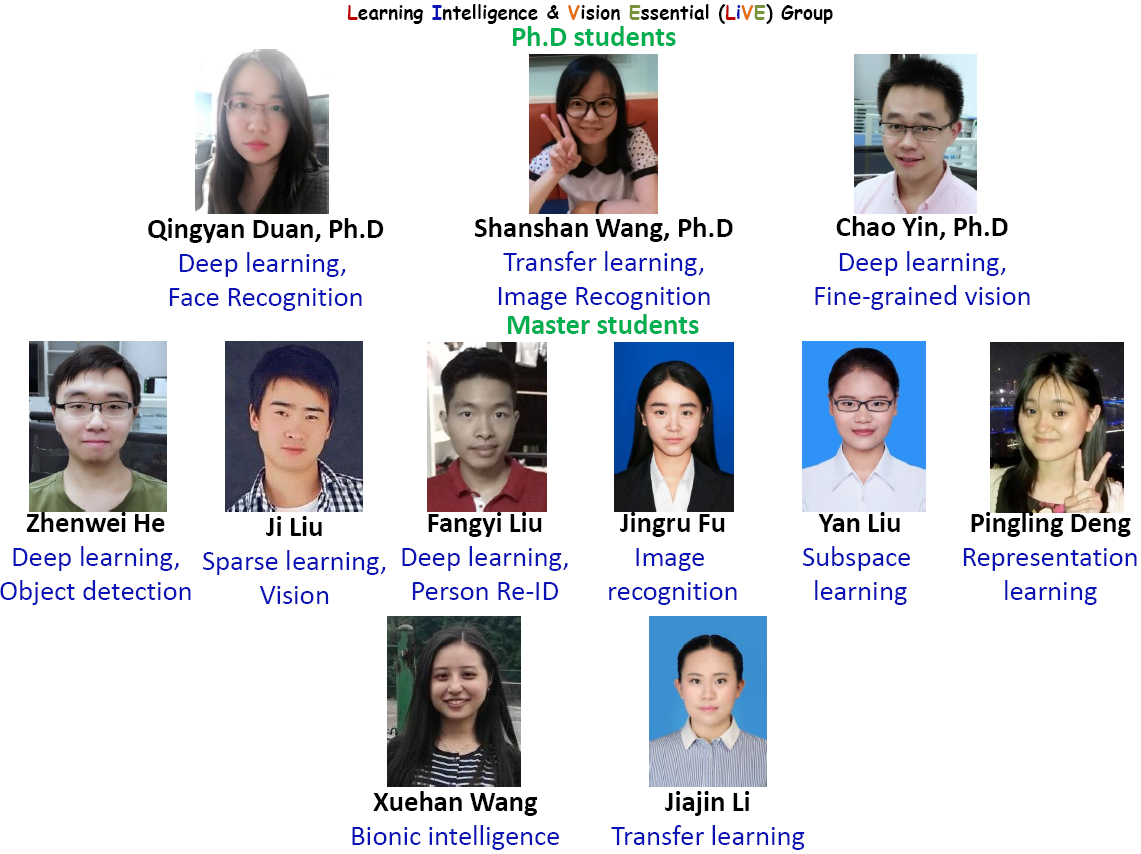 Learning Intelligence & Vision Essential (LiVE) Group
Ph.D students
Qingyan Duan, Ph.D
Deep learning,
Face Recognition
Shanshan Wang, Ph.D
Transfer learning,
Image Recognition
Chao Yin, Ph.D
Deep learning,
Fine-grained vision
Master students
Zhenwei He
Deep learning,
Object detection
Ji Liu
Sparse learning,
Vision
Fangyi Liu
Deep learning,
Person Re-ID
Jingru Fu
Image
recognition
Yan Liu
Subspace
learning
Pingling Deng
Representation
learning
Xuehan Wang
Bionic intelligence
Jiajin Li
Transfer learning